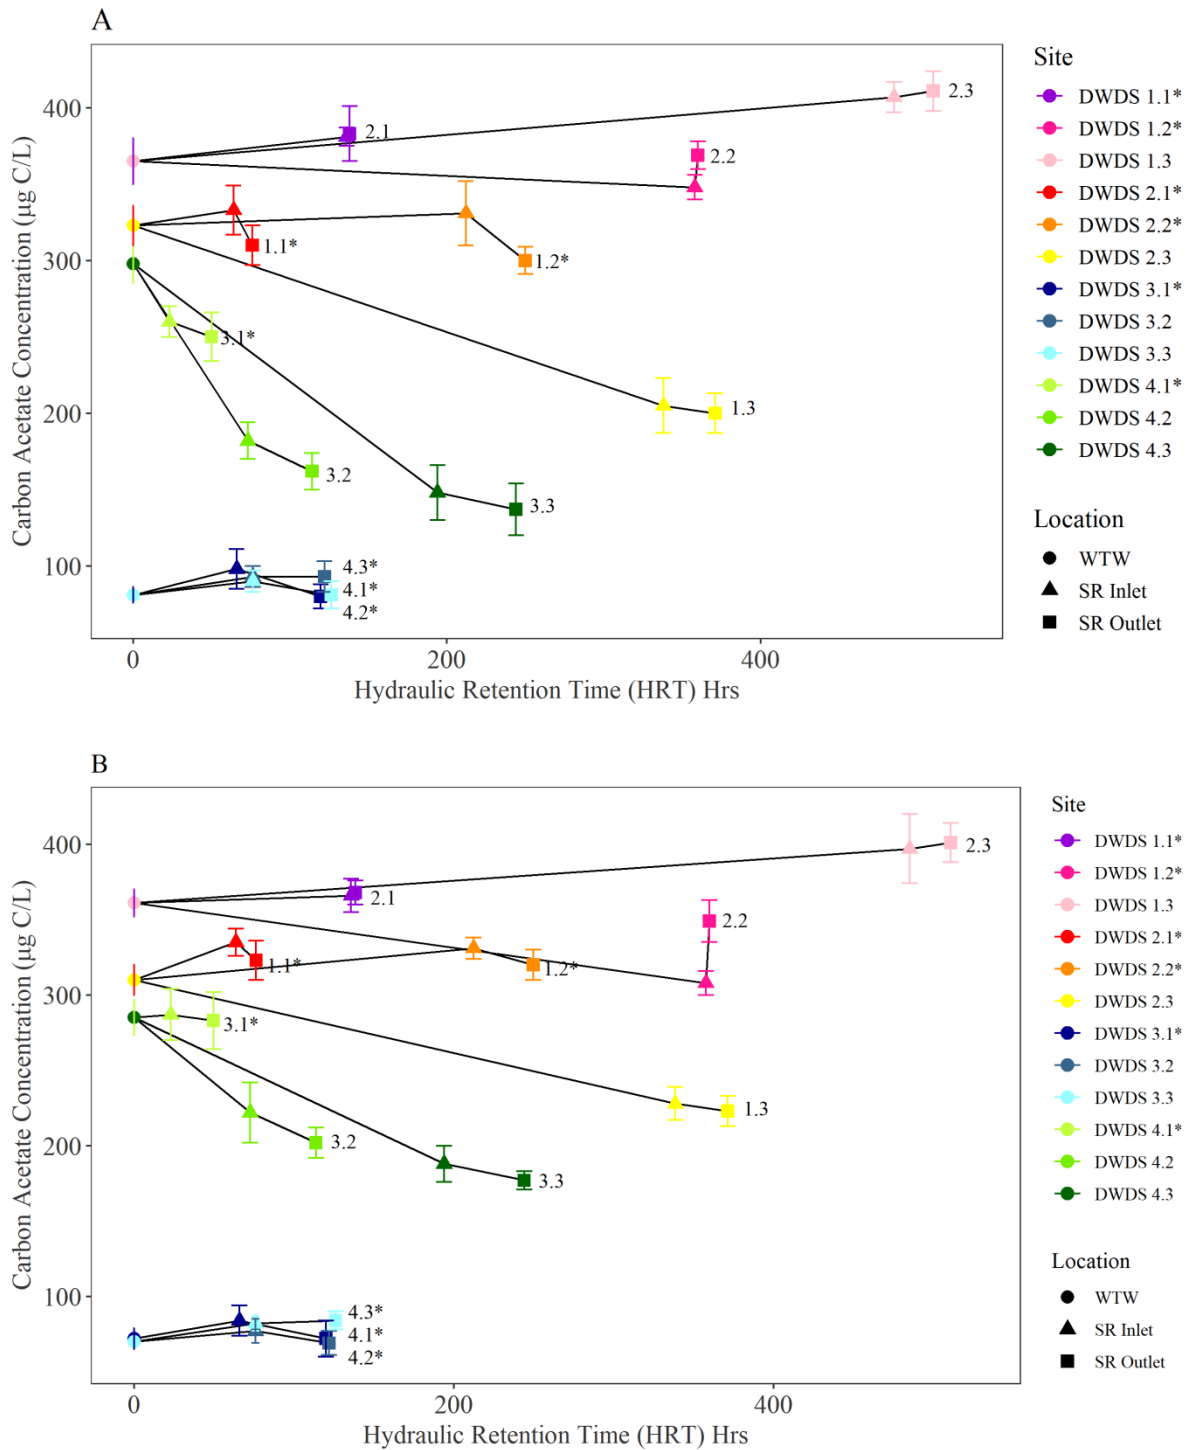 A
Carbon Acetate Concentration (µg C/L)
400
300
200
100
0
200
400
Hydraulic Retention Time (HRT) Hrs
2.3
2.1
2.2
1.1*
1.2*
3.1*
1.3
3.2
3.3
4.3*
4.1*
4.2*
Site
DWDS 1.1*
DWDS 1.2*
DWDS 1.3
DWDS 2.1*
DWDS 2.2*
DWDS 2.3
DWDS 3.1*
DWDS 3.2
DWDS 3.3
DWDS 4.1*
DWDS 4.2
DWDS 4.3
Location
WTW
SR Inlet
SR Outlet
B
Carbon Acetate Concentration (µg C/L)
400
300
200
100
0
200
400
Hydraulic Retention Time (HRT) Hrs
2.3
2.1
2.2
1.1*
1.2*
3.1*
1.3
3.2
3.3
4.3*
4.1*
4.2*
Site
DWDS 1.1*
DWDS 1.2*
DWDS 1.3
DWDS 2.1*
DWDS 2.2*
DWDS 2.3
DWDS 3.1*
DWDS 3.2
DWDS 3.3
DWDS 4.1*
DWDS 4.2
DWDS 4.3
Location
WTW
SR Inlet
SR Outlet